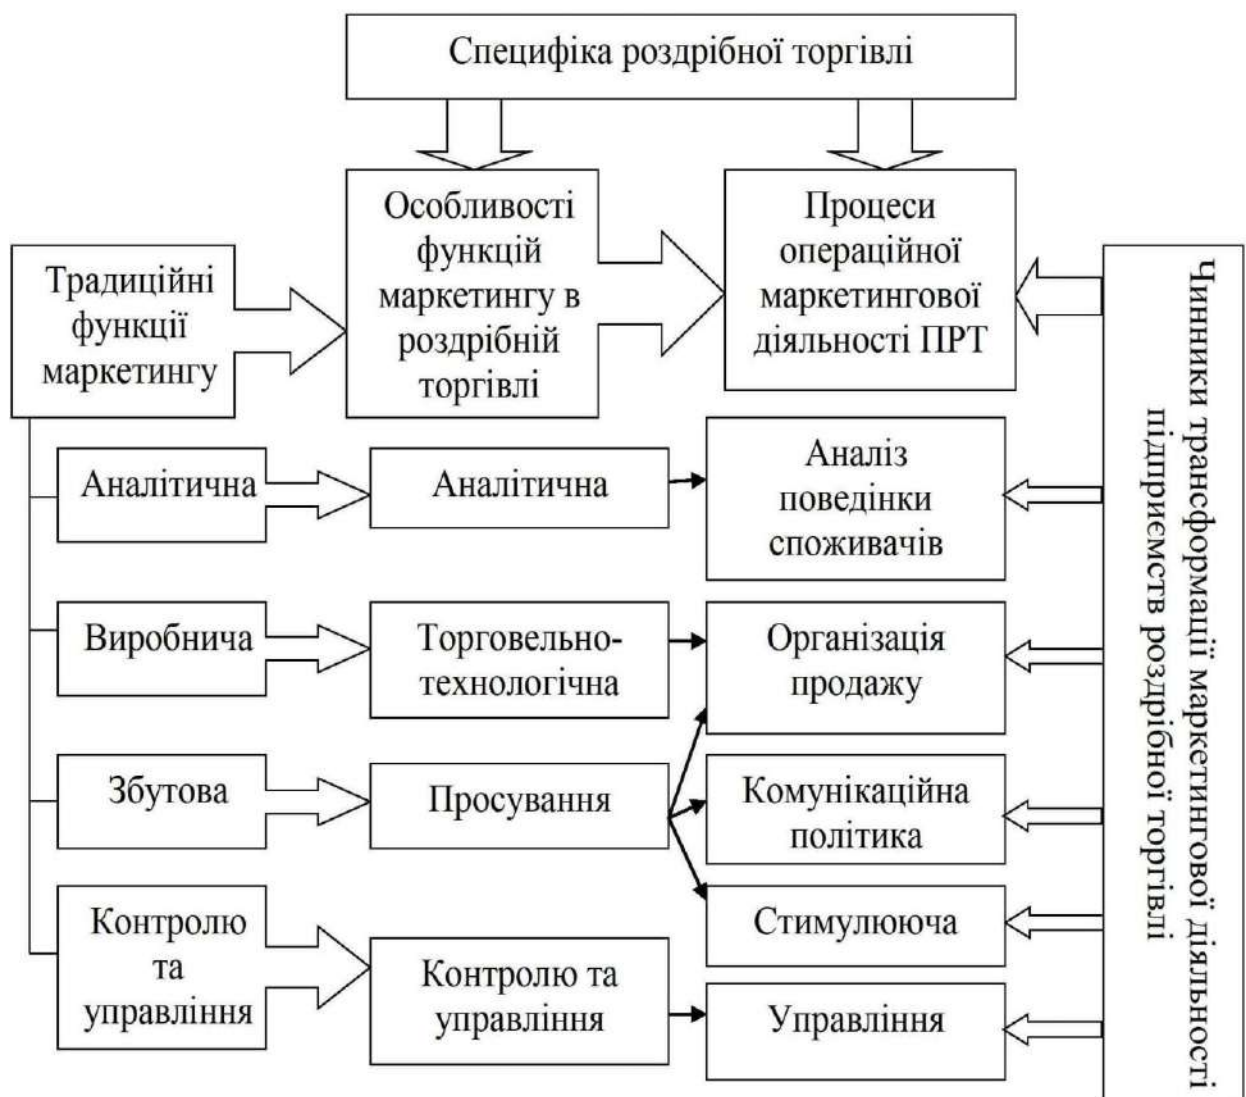 Специфіка роздрібної торгівлі
Особливості
функцій
маркетингу в
роздрібній
торгівлі
Процеси
операційної
маркетингової
діяльності ПРТ
Традиційні
функції
маркетингу
Чинники трансформації маркетингової діяльності
підприємств роздрібної торгівлі
Аналітична
Аналітична
Аналіз
поведінки
споживачів
Виробнича
Торговельно-
технологічна
Організація
продажу
Збутова
Просування
Комунікаційна
політика
Стимулююча
Контролю
та
управління
Контролю та
управління
Управління